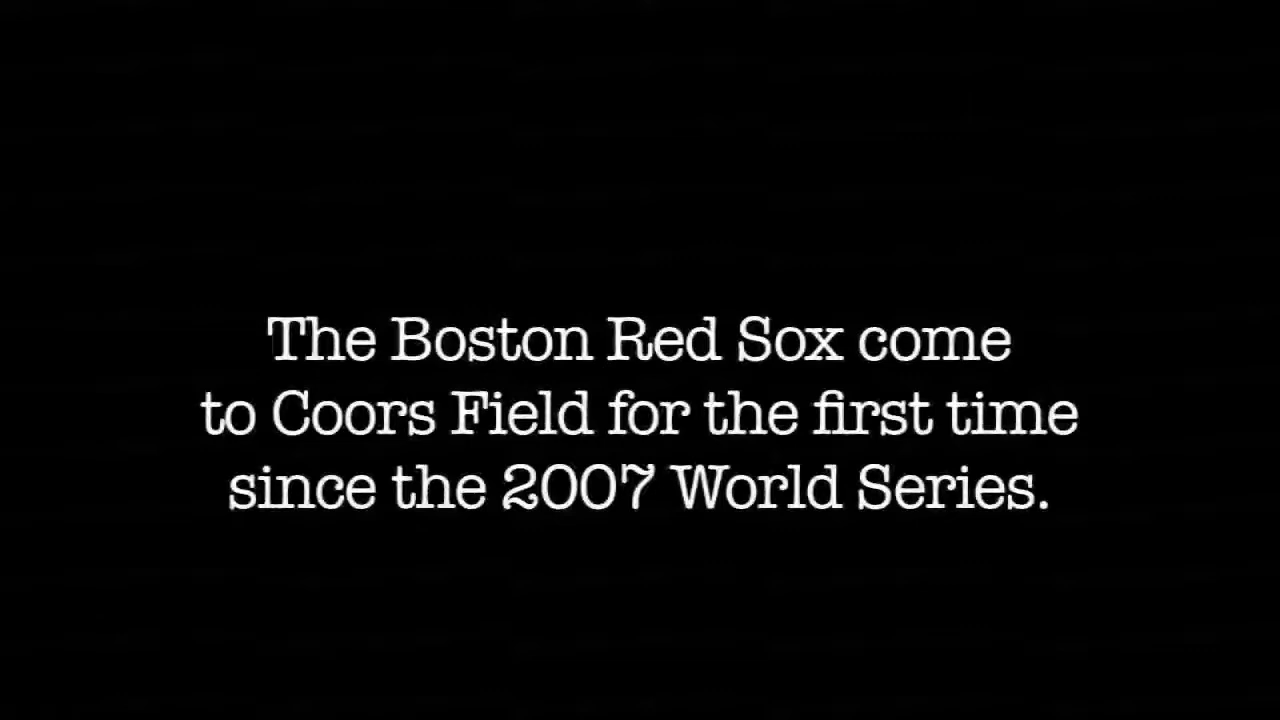 The Boston Red Sox come
to Coors Field for the first time
since the 2007 World Series.